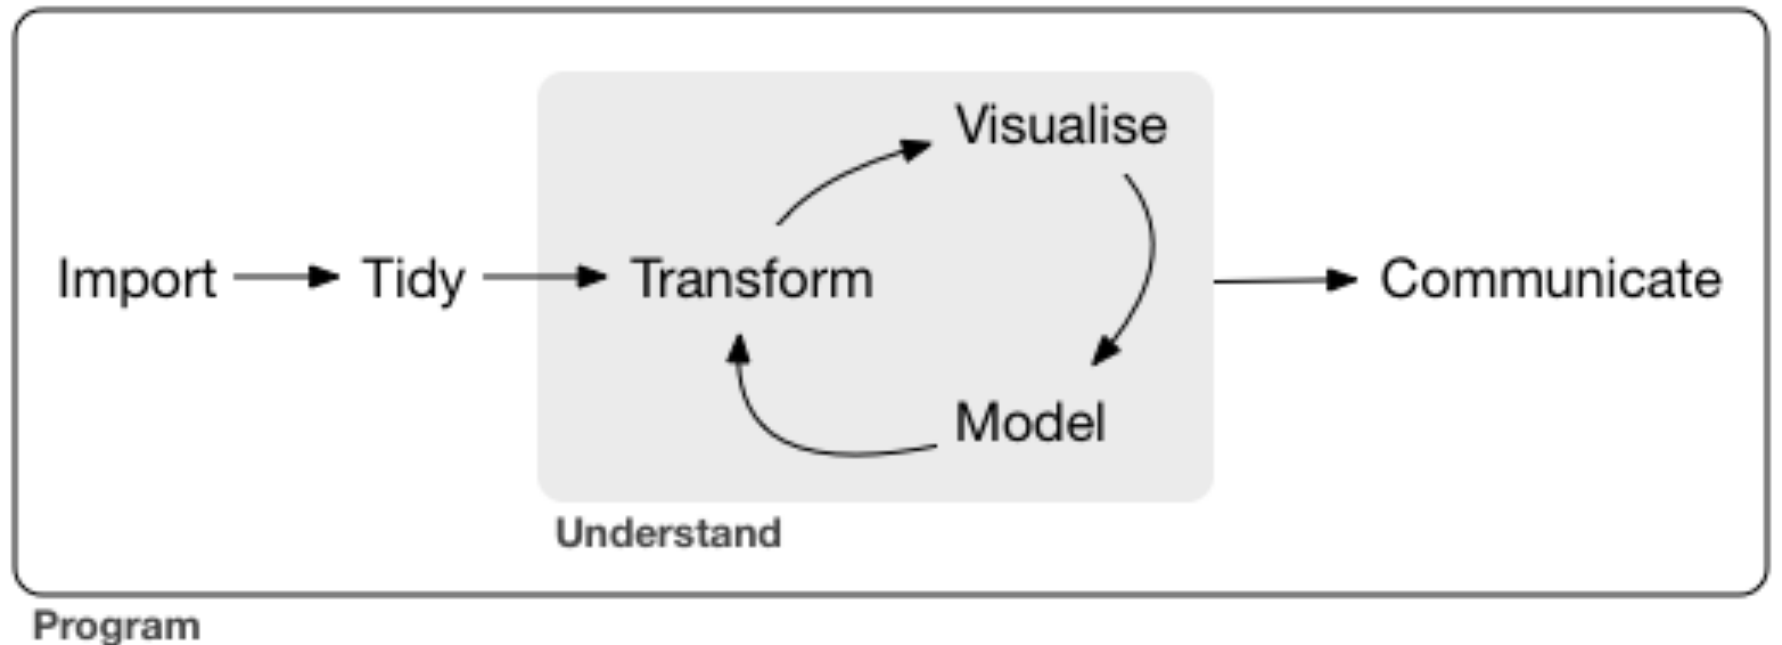 Visualise
Import
Tidy
Transform
Communicate
Model
Understand
Program